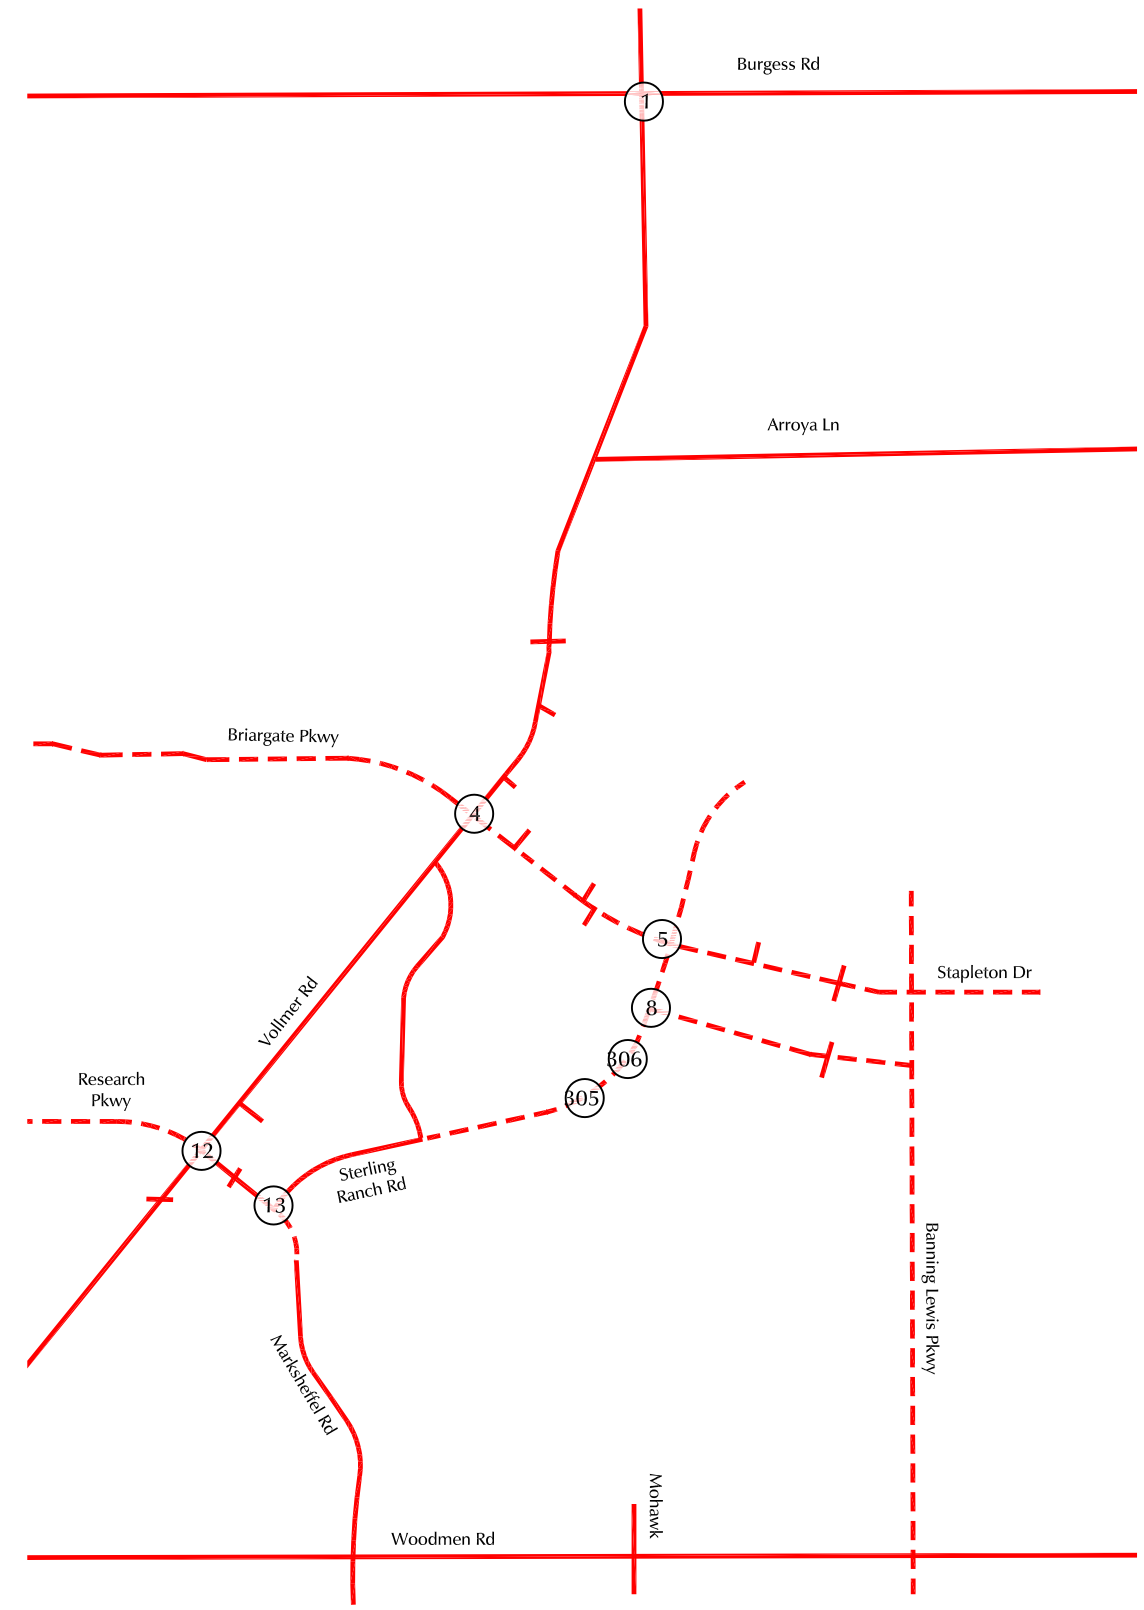 Burgess Rd
1
Arroya Ln
Briargate Pkwy
4
5
Stapleton Dr
Vollmer Rd
8
306
Research
Pkwy
305
12
Sterling
Ranch Rd
13
Banning Lewis Pkwy
Marksheffel Rd
Mohawk
Woodmen Rd